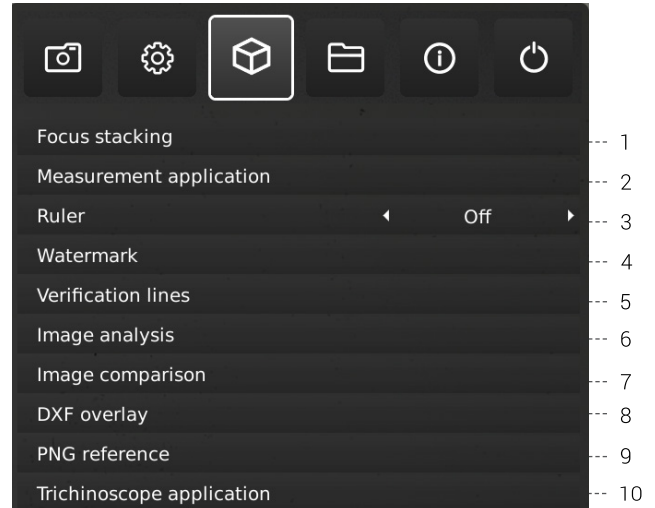 Focus stacking 1
Measurement application 2
Ruler Off 3
Watermark 4
Verification lines 5
Image analysis 6
Image comparison 7
DXF overlay 8
PNG reference 9
Trichinoscope application 10